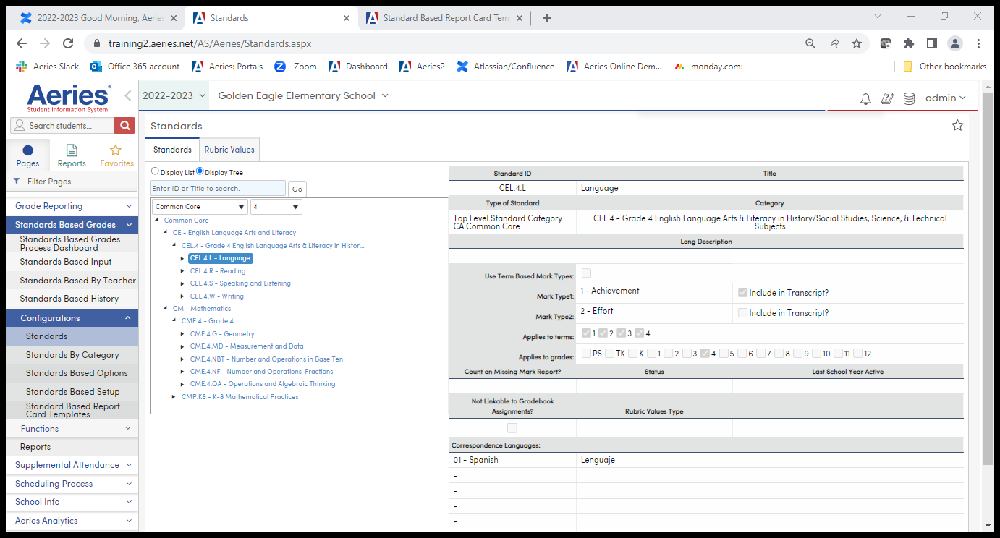 2022-2023 Good Morning, Aeries
Standards
Standard Based Report Card Tem
training2.aeries.net/AS/Aeries/Standards.aspx
Aeries Slack
Office 365 account
Aeries: Portals
Zoom
Dashboard
Aeries2
Atlassian/Confluence
Aeries Online Dem...
monday.com:
Other bookmarks
Aeries
Student Information System
2022-2023
Golden Eagle Elementary School
admin
Search students...
Pages
Reports
Favorites
Filter Pages...
Grade Reporting
Standards Based Grades
Standards Based Grades
Process Dashboard
Standards Based Input
Standards Based By Teacher
Standards Based History
Configurations
Standards
Standards By Category
Standards Based Options
Standards Based Setup
Standard Based Report
Card Templates
Functions
Reports
Supplemental Attendance
Scheduling Process
School Info
Aeries Analytics
Standards
Standards
Rubric Values
Display List Display Tree
Enter ID or Title to search.
Go
Common Core
4
Common Core
CE - English Language Arts and Literacy
CEL.4 - Grade 4 English Language Arts & Literacy in Histor...
CEL.4.L - Language
CEL.4.R - Reading
CEL.4.S - Speaking and Listening
CEL.4.W - Writing
CM - Mathematics
CME.4 - Grade 4
CME.4.G - Geometry
CME.4.MD - Measurement and Data
CME.4.NBT - Number and Operations in Base Ten
CME.4.NF - Number and Operations-Fractions
CME.4.OA - Operations and Algebraic Thinking
CMP.K8 - K-8 Mathematical Practices
Standard ID
Title
CEL.4.L
Language
Type of Standard
Category
Top Level Standard Category
CA Common Core
CEL.4 - Grade 4 English Language Arts & Literacy in History/Social Studies, Science, & Technical
Subjects
Long Description
Use Term Based Mark Types:
Mark Type1:
1 - Achievement
Include in Transcript?
Mark Type2:
2 - Effort
Include in Transcript?
Applies to terms:
1 2 3 4
Applies to grades:
PS TK K 1 2 3 4 5 6 7 8 9 10 11 12
Count on Missing Mark Report?
Status
Last School Year Active
Not Linkable to Gradebook
Assignments?
Rubric Values Type
Correspondence Languages:
01 - Spanish
Lenguaje
-
-
-
-